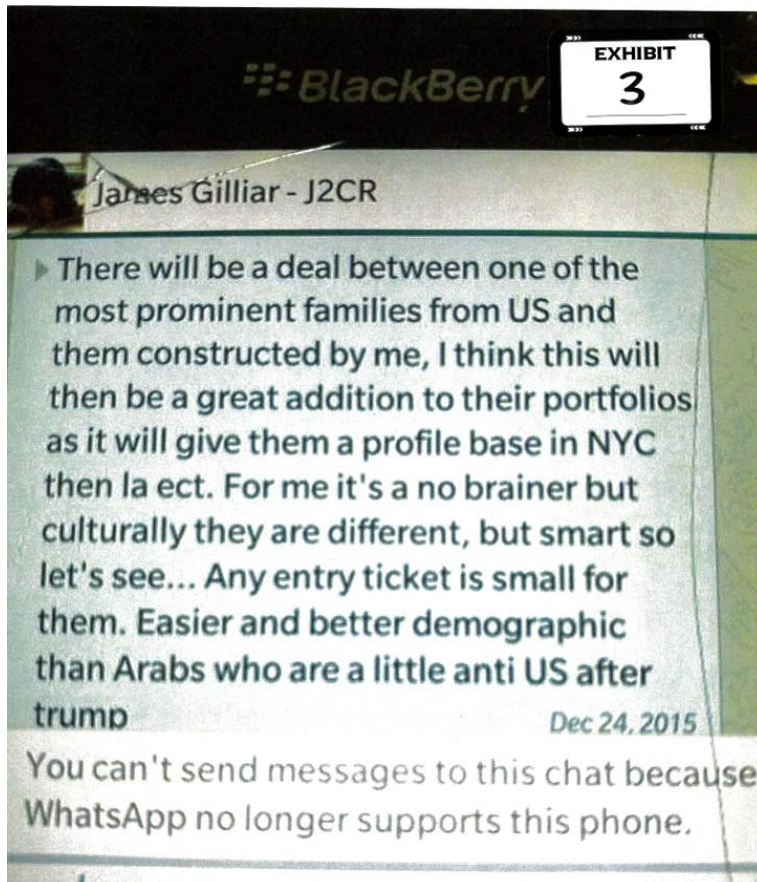 BlackBerry
EXHIBIT
3
James Gilliar - J2CR
There will be a deal between one of the
most prominent families from US and
them constructed by me, I think this will
then be a great addition to their portfolios
as it will give them a profile base in NYC
then la ect. For me it's a no brainer but
culturally they are different, but smart so
let's see... Any entry ticket is small for
them. Easier and better demographic
than Arabs who are a little anti US after
trump
Dec 24, 2015
You can't send messages to this chat because
WhatsApp no longer supports this phone.